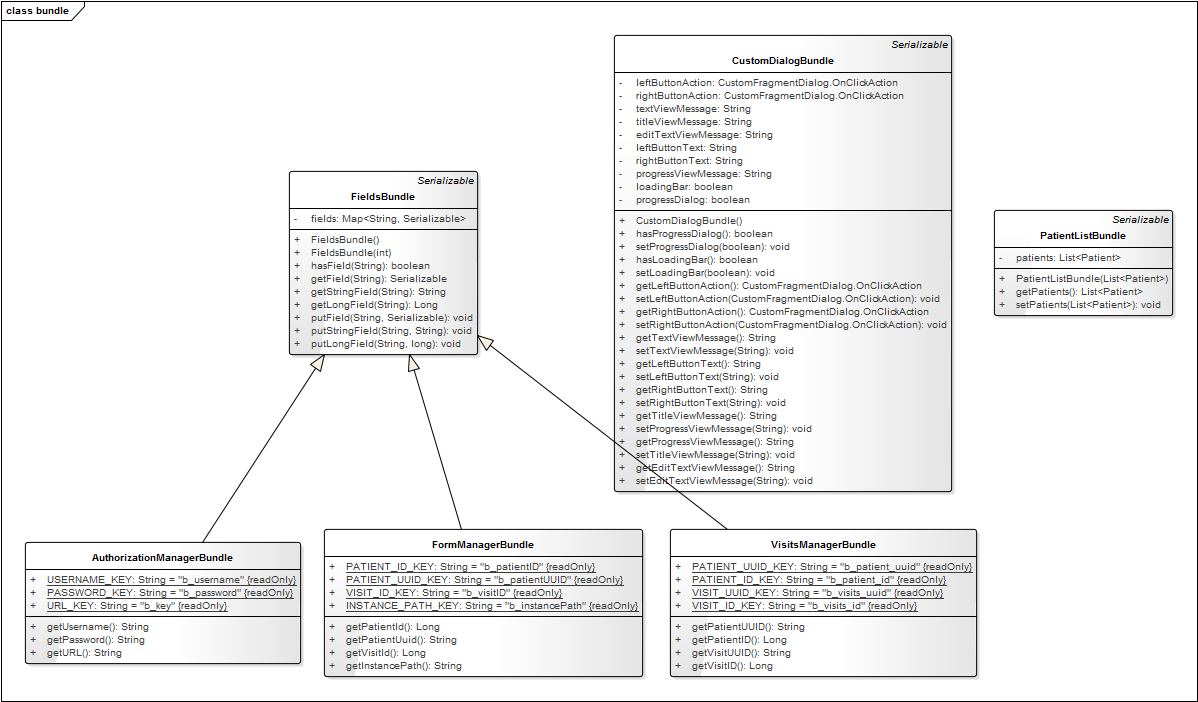 class bundle
Serializable
CustomDialogBundle
- leftButtonAction: CustomFragmentDialog.OnClickAction
- rightButtonAction: CustomFragmentDialog.OnClickAction
- textViewMessage: String
- titleViewMessage: String
- editTextViewMessage: String
- leftButtonText: String
- rightButtonText: String
- progressViewMessage: String
- loadingBar: boolean
- progressDialog: boolean
+ CustomDialogBundle()
+ hasProgressDialog(): boolean
+ setProgressDialog(boolean): void
+ hasLoadingBar(): boolean
+ setLoadingBar(boolean): void
+ getLeftButtonAction(): CustomFragmentDialog.OnClickAction
+ setLeftButtonAction(CustomFragmentDialog.OnClickAction): void
+ getRightButtonAction(): CustomFragmentDialog.OnClickAction
+ setRightButtonAction(CustomFragmentDialog.OnClickAction): void
+ getTextViewMessage(): String
+ setTextViewMessage(String): void
+ getLeftButtonText(): String
+ setLeftButtonText(String): void
+ getRightButtonText(): String
+ setRightButtonText(String): void
+ getTitleViewMessage(): String
+ setProgressViewMessage(String): void
+ getProgressViewMessage(): String
+ setTitleViewMessage(String): void
+ getEditTextViewMessage(): String
+ setEditTextViewMessage(String): void
Serializable
FieldsBundle
- fields: Map<String, Serializable>
+ FieldsBundle()
+ FieldsBundle(int)
+ hasField(String): boolean
+ getField(String): Serializable
+ getStringField(String): String
+ getLongField(String): Long
+ putField(String, Serializable): void
+ putStringField(String, String): void
+ putLongField(String, long): void
Serializable
PatientListBundle
- patients: List<Patient>
+ PatientListBundle(List<Patient>)
+ getPatients(): List<Patient>
+ setPatients(List<Patient>): void
AuthorizationManagerBundle
+ USERNAME_KEY: String = "b_username" {readOnly}
+ PASSWORD_KEY: String = "b_password" {readOnly}
+ URL_KEY: String = "b_key" {readOnly}
+ getUsername(): String
+ getPassword(): String
+ getURL(): String
FormManagerBundle
+ PATIENT_ID_KEY: String = "b_patientID" {readOnly}
+ PATIENT_UUID_KEY: String = "b_patientUUID" {readOnly}
+ VISIT_ID_KEY: String = "b_visitID" {readOnly}
+ INSTANCE_PATH_KEY: String = "b_instancePath" {readOnly}
+ getPatientId(): Long
+ getPatientUuid(): String
+ getVisitId(): Long
+ getInstancePath(): String
VisitsManagerBundle
+ PATIENT_UUID_KEY: String = "b_patient_uuid" {readOnly}
+ PATIENT_ID_KEY: String = "b_patient_id" {readOnly}
+ VISIT_UUID_KEY: String = "b_visits_uuid" {readOnly}
+ VISIT_ID_KEY: String = "b_visits_id" {readOnly}
+ getPatientUUID(): String
+ getPatientID(): Long
+ getVisitUUID(): String
+ getVisitID(): Long